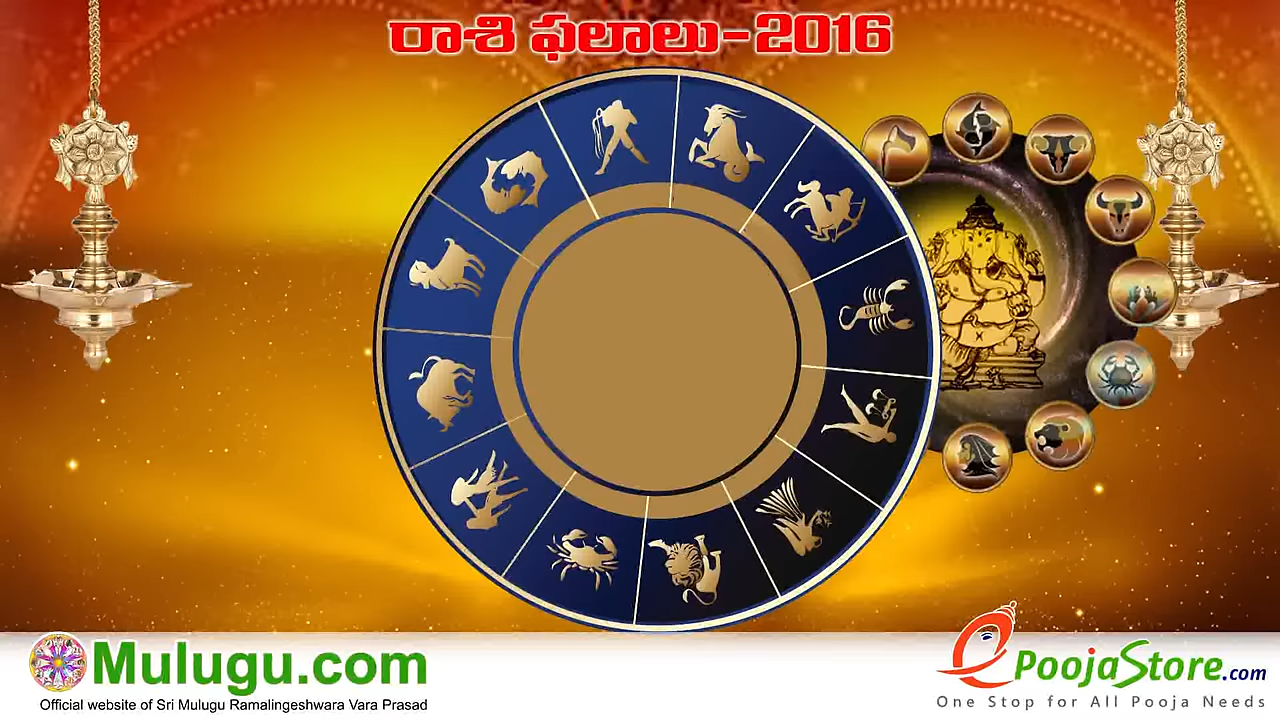 రాశి ఫలాలు-2016
Mulugu.com
Official website of Sri Mulugu Ramalingeshwara Vara Prasad
ePoojaStore.com
One Stop for All Pooja Needs